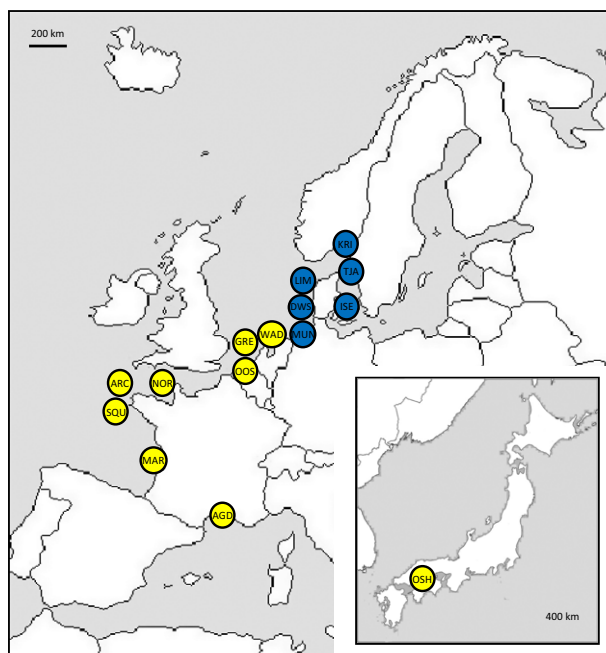 200 km
KRI
TJA
LIM
DWS
ISE
MUN
WAD
GRE
OOS
ARC
NOR
SQU
MAR
AGD
OSH
400 km